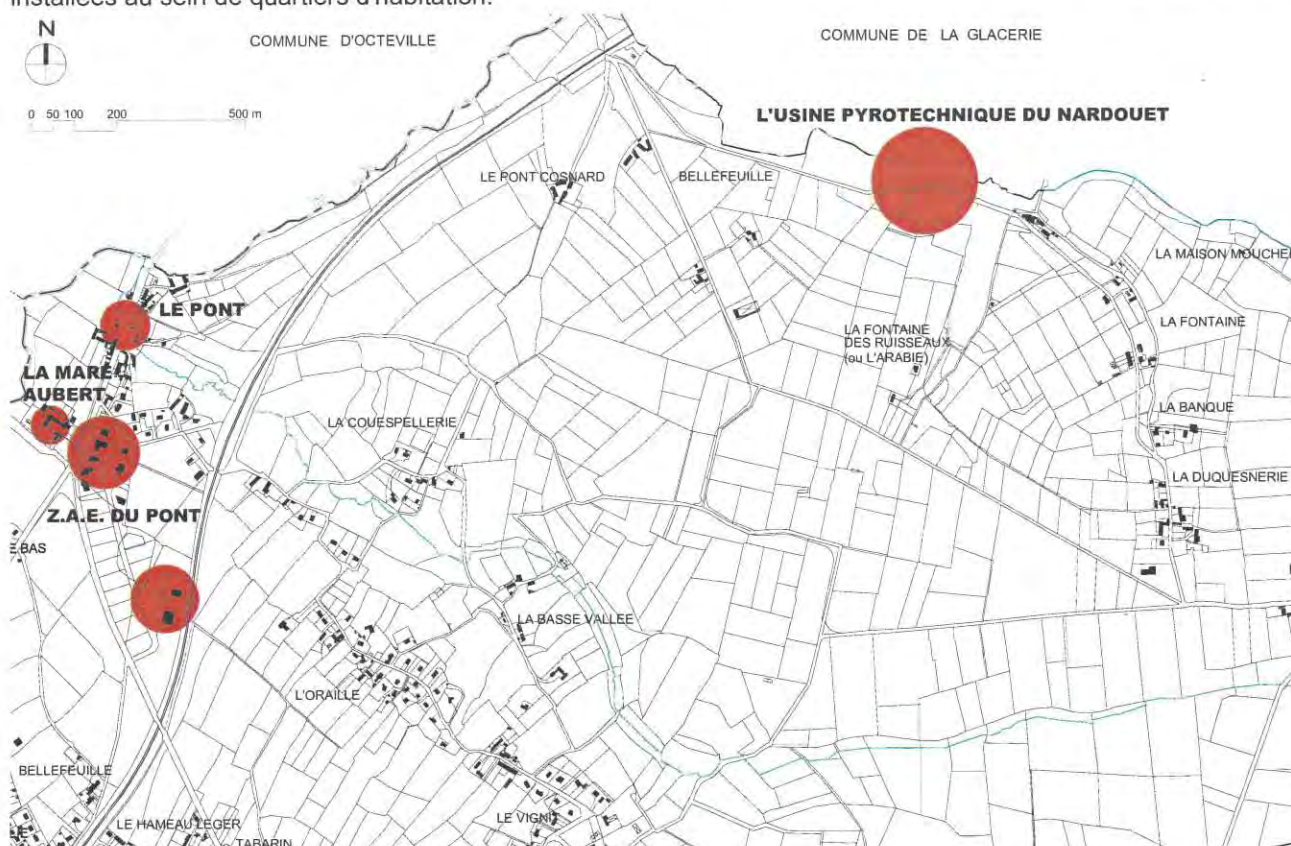 installées au sein de quartiers d'habitation.
N
COMMUNE D'OCTEVILLE
COMMUNE DE LA GLACERIE
0 50 100 200 500 m
L'USINE PYROTECHNIQUE DU NARDOUET
LE PONT COSNARD
BELLEFEUILLE
LA MAISON MOUCHE
LE PONT
LA FONTAINE
LA FONTAINE
DES RUISSEAUX
(ou L'ARABIE)
LA MARE
AUBERT
LA BANQUE
LA COUESPELLERIE
LA DUQUESNERIE
Z.A.E. DU PONT
BAS
LA BASSE VALLEE
L'ORAILLE
BELLEFEUILLE
LE HAMEAU LEGER
LE VIGNE
TABARIN